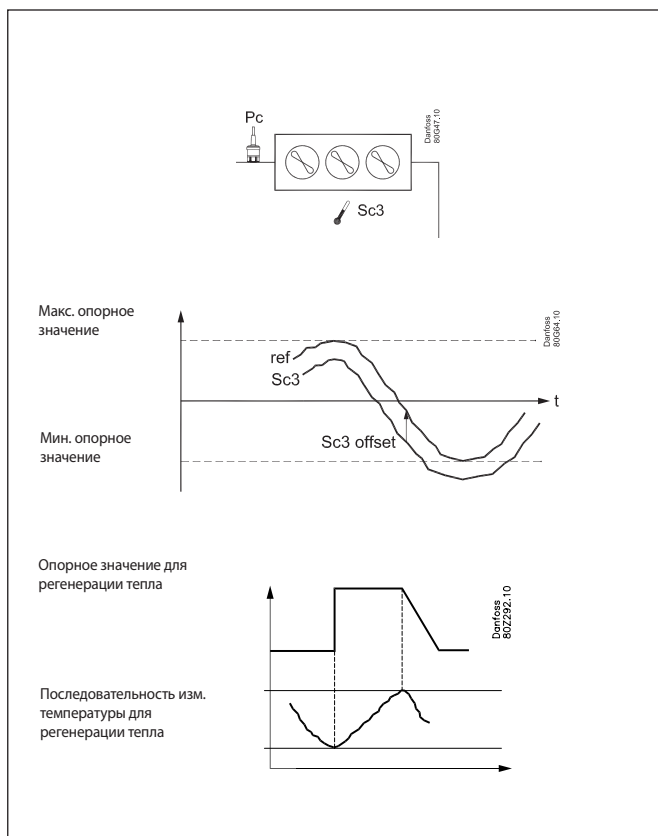 Pc
Danfoss
80G47.10
Sc3
Макс. опорное
значение
Danfoss
80G64.10
ref
Sc3
t
Sc3 offset
Мин. опорное
значение
Опорное значение для
регенерации тепла
Danfoss
80Z292.10
Последовательность изм.
температуры для
регенерации тепла